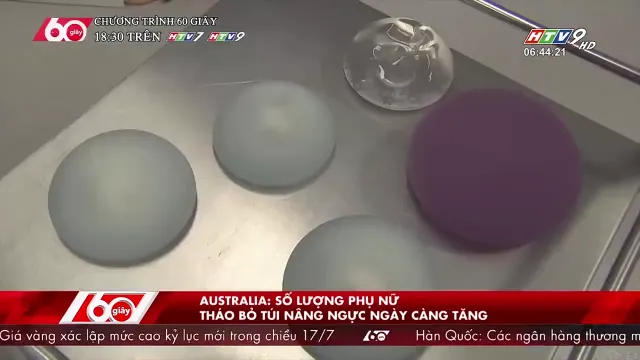 60 giây
CHƯƠNG TRÌNH 60 GIÂY
18:30 TRÊN HTV7 HTV9
HTV9 HD
06:44:21
60 giây
AUSTRALIA: SỐ LƯỢNG PHỤ NỮ
THÁO BỎ TÚI NÂNG NGỰC NGÀY CÀNG TĂNG
Giá vàng xác lập mức cao kỷ lục mới trong chiều 17/7 60 Hàn Quốc: Các ngân hàng thương m